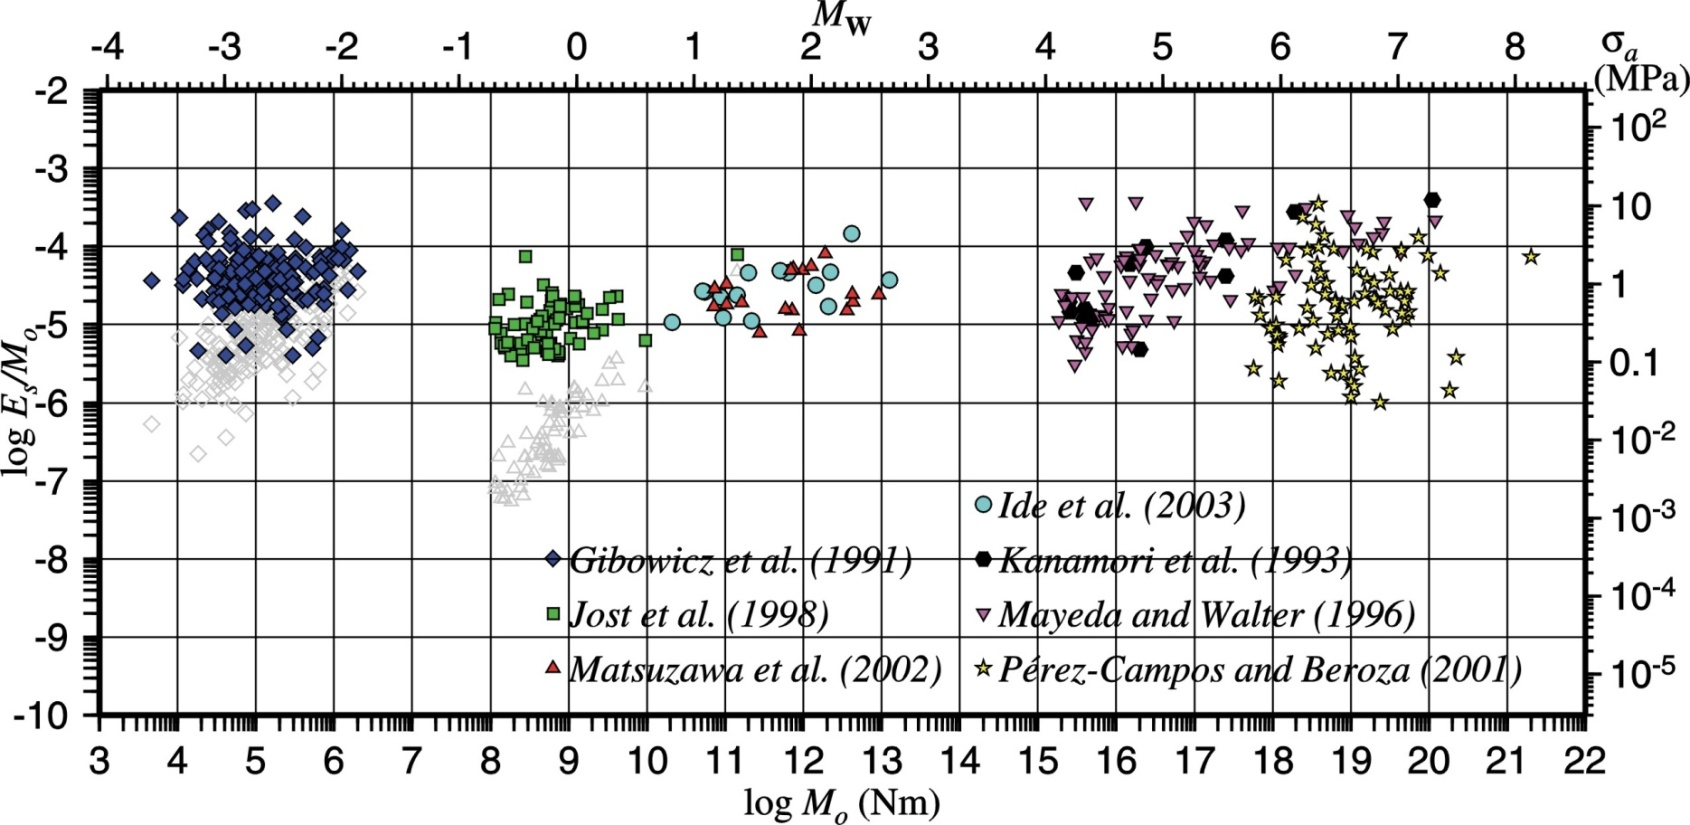 M_W
-4 -3 -2 -1 0 1 2 3 4 5 6 7 8
σ_a
(MPa)
-2
-3
-4
-5
-6
-7
-8
-9
-10
log E_s/M_o
10^2
10
1
0.1
10^-2
10^-3
10^-4
10^-5
Ide et al. (2003)
Gibowicz et al. (1991) Kanamori et al. (1993)
Jost et al. (1998) Mayeda and Walter (1996)
Matsuzawa et al. (2002) Pérez-Campos and Beroza (2001)
3 4 5 6 7 8 9 10 11 12 13 14 15 16 17 18 19 20 21 22
log M_o (Nm)